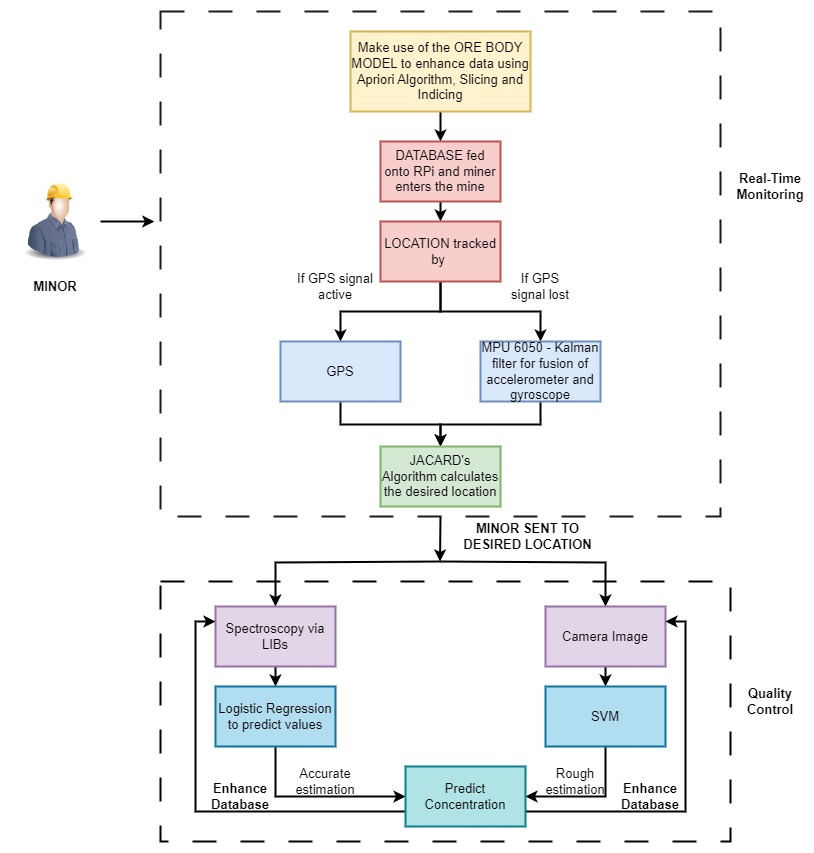 Make use of the ORE BODY
MODEL to enhance data using
Apriori Algorithm, Slicing and
Indicing
DATABASE fed
onto RPi and miner
enters the mine
Real-Time
Monitoring
LOCATION tracked
by
MINOR
If GPS signal
active
If GPS
signal lost
GPS
MPU 6050 - Kalman
filter for fusion of
accelerometer and
gyroscope
JACARD's
Algorithm calculates
the desired location
MINOR SENT TO
DESIRED LOCATION
Spectroscopy via
LIBs
Camera Image
Logistic Regression
to predict values
SVM
Quality
Control
Accurate
estimation
Rough
estimation
Enhance
Database
Predict
Concentration
Enhance
Database